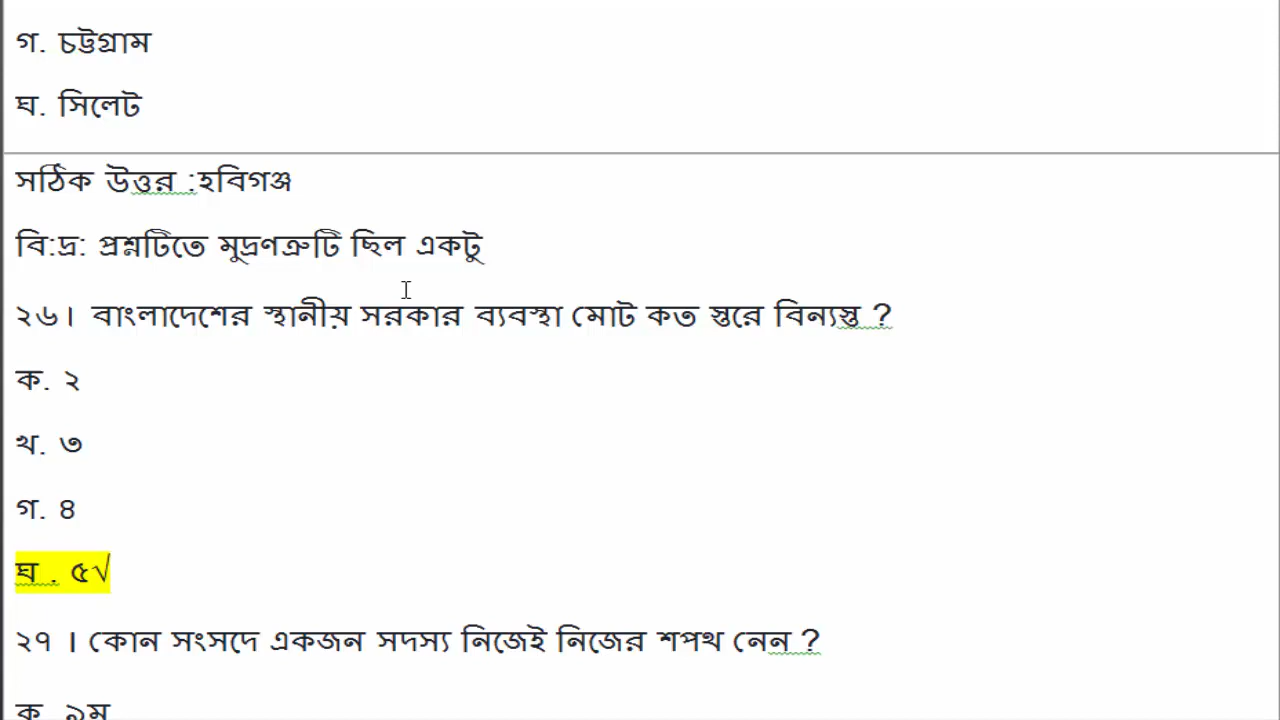 গ. চট্টগ্রাম
ঘ. সিলেট
সঠিক উত্তর :হবিগঞ্জ
বি:দ্র: প্রশ্নটিতে মুদ্রণত্রুটি ছিল একটু
২৬। বাংলাদেশের স্থানীয় সরকার ব্যবস্থা মোট কত স্তরে বিন্যস্ত ?
ক. ২
খ. ৩
গ. ৪
ঘ . ৫√
২৭ । কোন সংসদে একজন সদস্য নিজেই নিজের শপথ নেন ?
ক. ৯ম